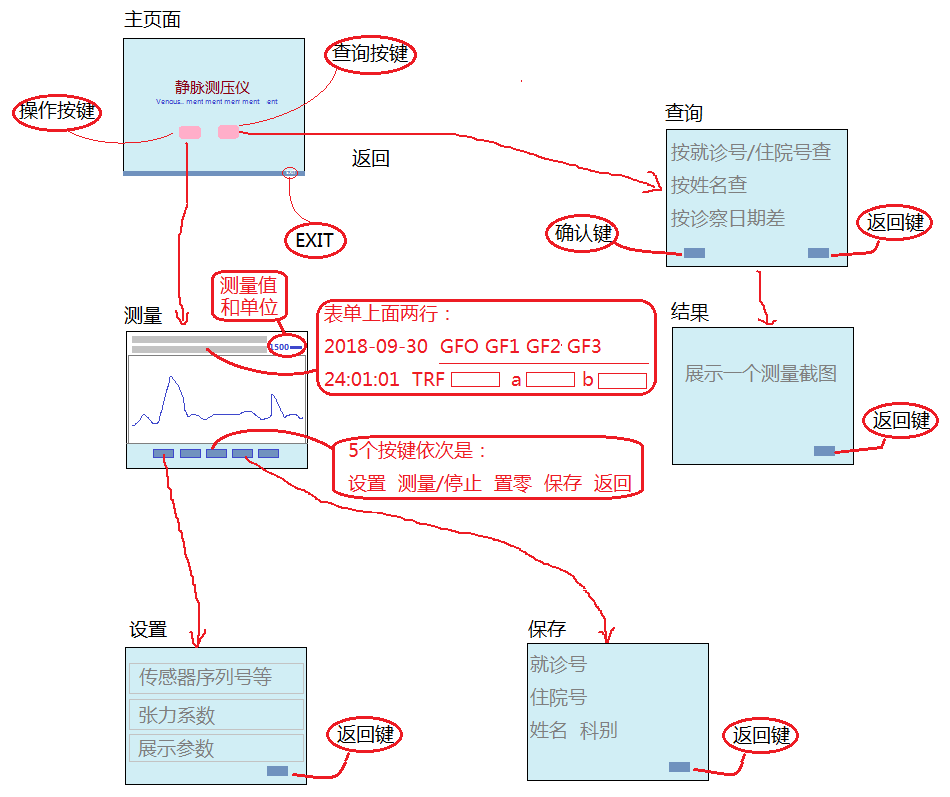 主页面
查询按键
静脉测压仪
操作按键
返回
EXIT
查询
按就诊号/住院号查
按姓名查
按诊察日期差
确认键
返回键
测量
测量值
和单位
1500
表单上面两行：
2018-09-30 GFO GF1 GF2 GF3
24:01:01 TRF a b
5个按键依次是：
设置 测量/停止 置零 保存 返回
结果
展示一个测量截图
返回键
设置
传感器序列号等
张力系数
展示参数
返回键
保存
就诊号
住院号
姓名 科别
返回键